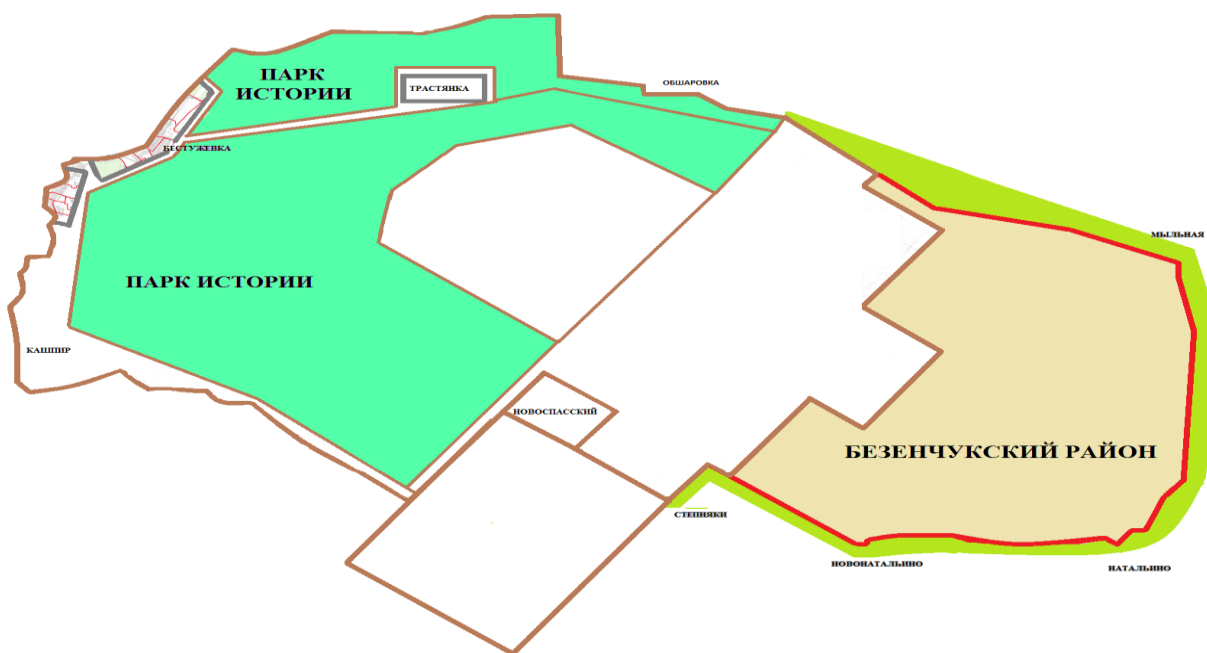 ПАРК
ИСТОРИИ
ОБШАРОВКА
ТРАСТЯНКА
БЕСТУЖЕВКА
МЫЛЬНАЯ
ПАРК ИСТОРИИ
КАШПИР
НОВОСПАССКИЙ
БЕЗЕНЧУКСКИЙ РАЙОН
СТЕПНЯКИ
НОВОНАТАЛЬИНО
НАТАЛЬИНО